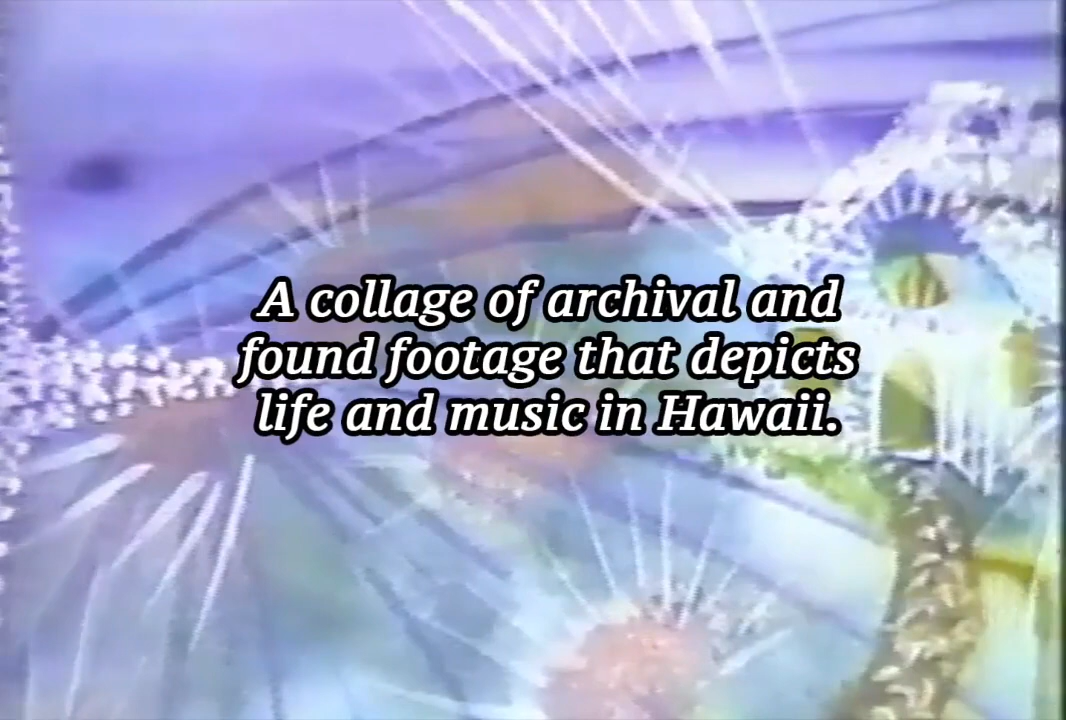 A collage of archival and
found footage that depicts
life and music in Hawaii.